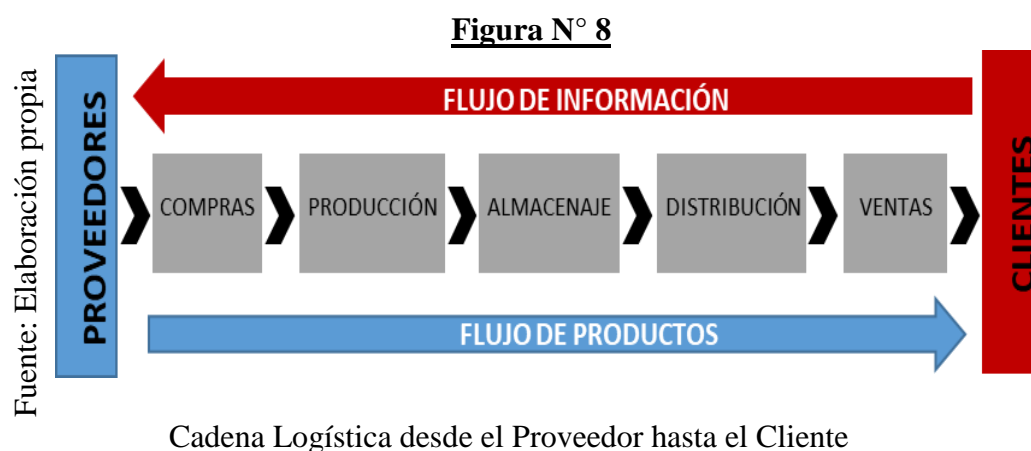 Figura N° 8
Fuente: Elaboración propia
PROVEEDORES
FLUJO DE INFORMACIÓN
COMPRAS
PRODUCCIÓN
ALMACENAJE
DISTRIBUCIÓN
VENTAS
FLUJO DE PRODUCTOS
CLIENTES
Cadena Logística desde el Proveedor hasta el Cliente